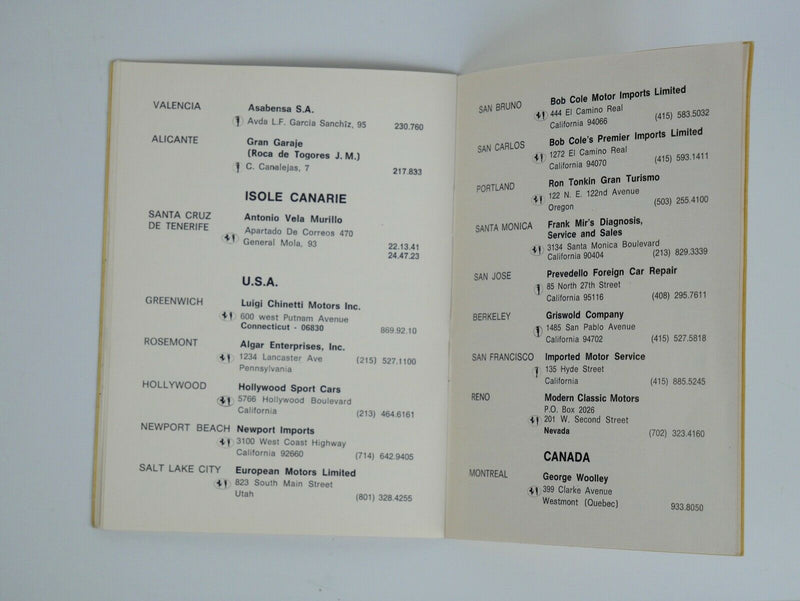 VALENCIA
Asabensa S.A.
Avda L.F. Garcia Sanchiz, 95 230.760
ALICANTE
Gran Garaje
(Roca de Togores J. M.)
C. Canalejas, 7 217.833
ISOLE CANARIE
SANTA CRUZ
DE TENERIFE
Antonio Vela Murillo
Apartado De Correos 470
General Mola, 93 22.13.41
24.47.23
U.S.A.
GREENWICH Luigi Chinetti Motors Inc.
600 west Putnam Avenue
Connecticut - 06830 869.92.10
ROSEMONT Algar Enterprises, Inc.
1234 Lancaster Ave (215) 527.1100
Pennsylvania
HOLLYWOOD Hollywood Sport Cars
5766 Hollywood Boulevard
California (213) 464.6161
NEWPORT BEACH Newport Imports
3100 West Coast Highway
California 92660 (714) 642.9405
SALT LAKE CITY European Motors Limited
823 South Main Street
Utah (801) 328.4255
SAN BRUNO Bob Cole Motor Imports Limited
444 El Camino Real
California 94066 (415) 583.5032
SAN CARLOS Bob Cole's Premier Imports Limited
1272 El Camino Real
California 94070 (415) 593.1411
PORTLAND Ron Tonkin Gran Turismo
122 N. E. 122nd Avenue
Oregon (503) 255.4100
SANTA MONICA Frank Mir's Diagnosis,
Service and Sales
3134 Santa Monica Boulevard
California 90404 (213) 829.3339
SAN JOSE Prevedello Foreign Car Repair
85 North 27th Street
California 95116 (408) 295.7611
BERKELEY Griswold Company
1485 San Pablo Avenue
California 94702 (415) 527.5818
SAN FRANCISCO Imported Motor Service
135 Hyde Street
California (415) 885.5245
RENO Modern Classic Motors
P.O. Box 2026
201 W. Second Street
Nevada (702) 323.4160
CANADA
MONTREAL George Woolley
399 Clarke Avenue
Westmont (Quebec) 933.8050